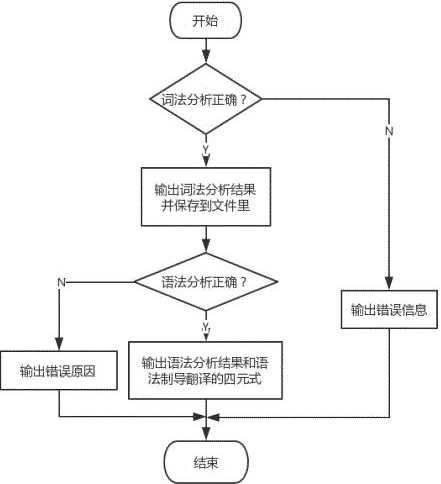 开始
词法分析正确？
N
Y
输出词法分析结果
并保存到文件里
语法分析正确？
N
Y
输出错误信息
输出错误原因
输出语法分析结果和语
法制导翻译的四元式
结束